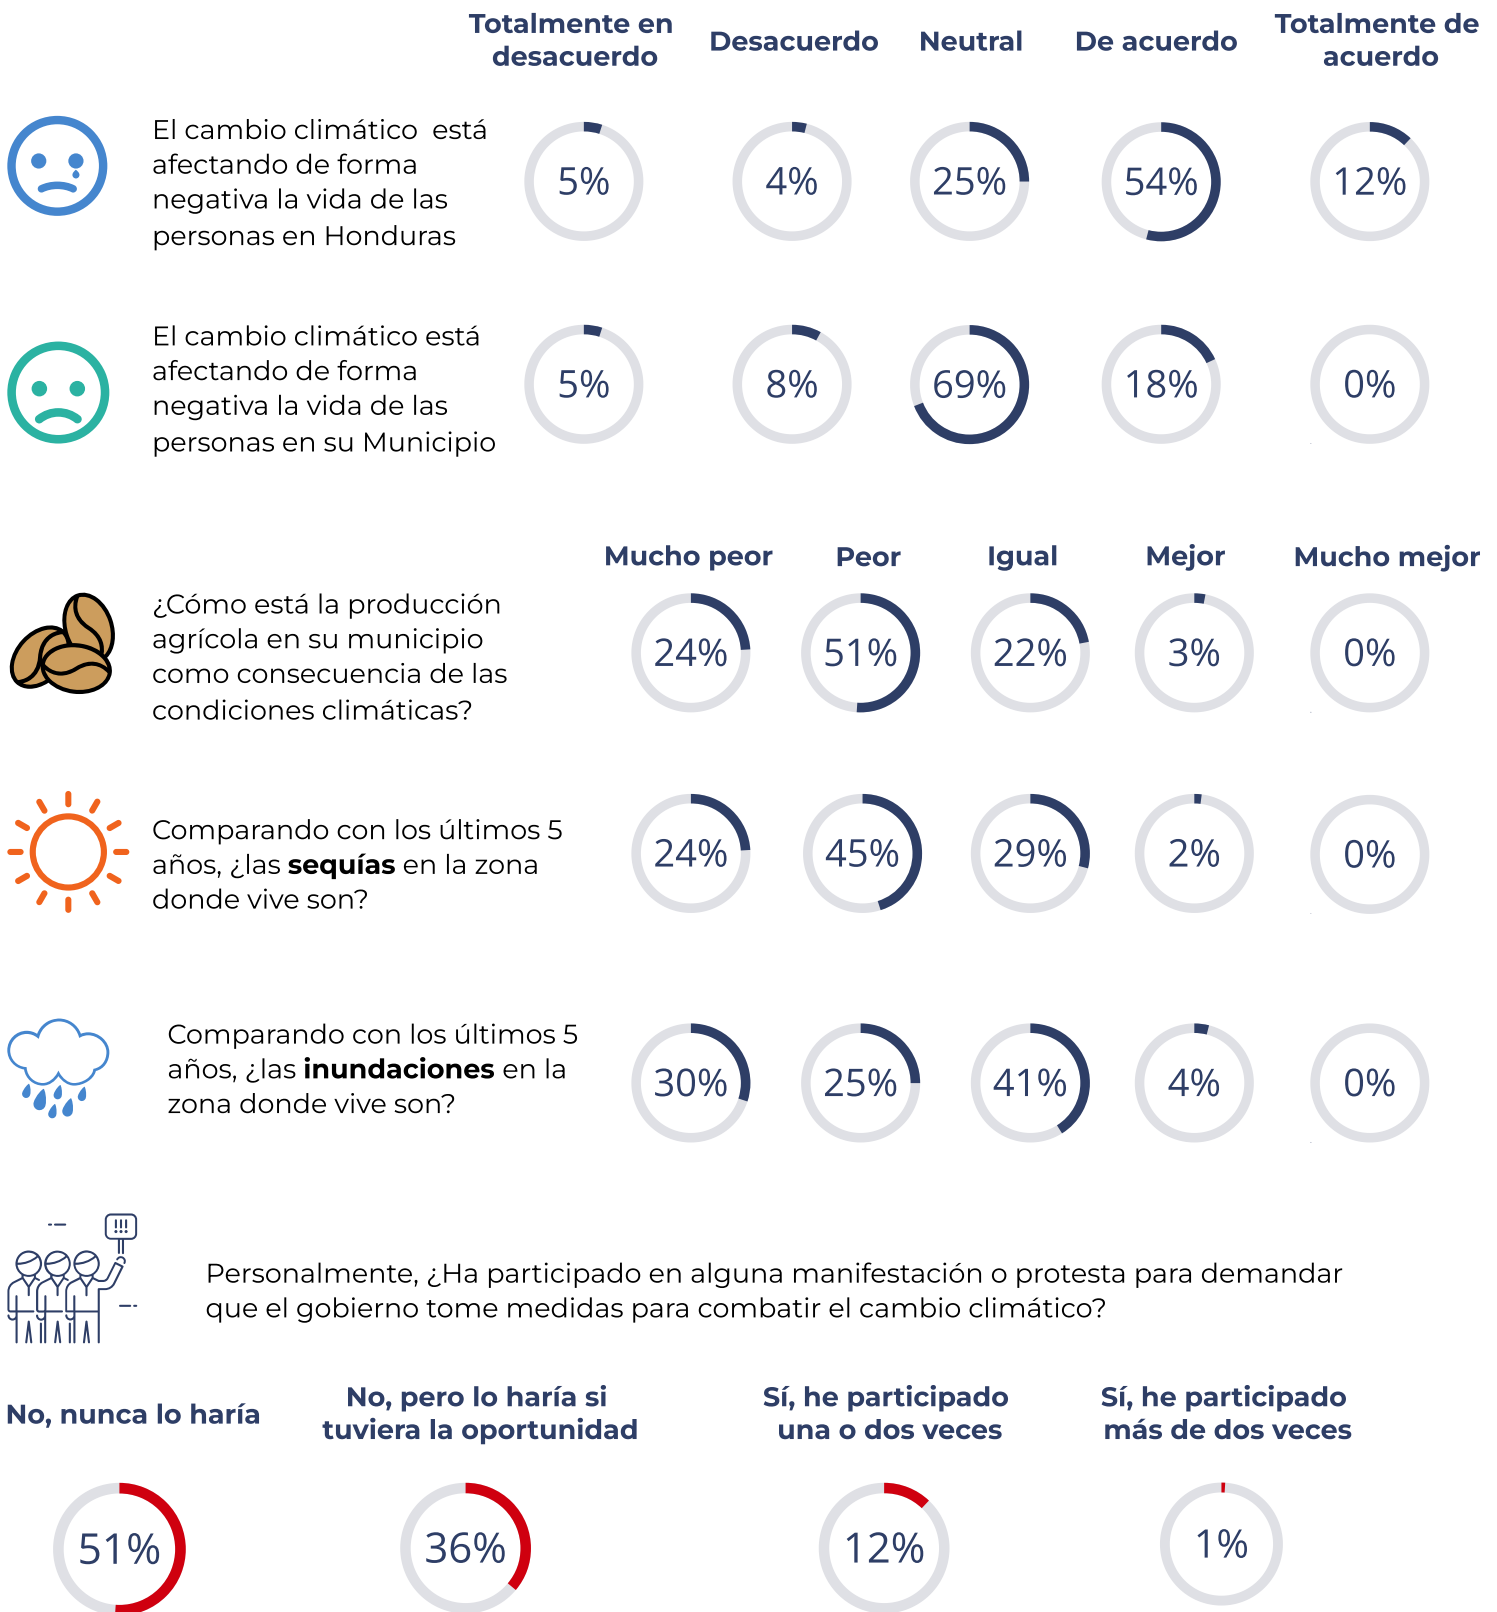 Totalmente en
desacuerdo
Desacuerdo
Neutral
De acuerdo
Totalmente de
acuerdo
El cambio climático está
afectando de forma
negativa la vida de las
personas en Honduras
5%
4%
25%
54%
12%
El cambio climático está
afectando de forma
negativa la vida de las
personas en su Municipio
5%
8%
69%
18%
0%
Mucho peor
Peor
Igual
Mejor
Mucho mejor
¿Cómo está la producción
agrícola en su municipio
como consecuencia de las
condiciones climáticas?
24%
51%
22%
3%
0%
Comparando con los últimos 5
años, ¿las sequías en la zona
donde vive son?
24%
45%
29%
2%
0%
Comparando con los últimos 5
años, ¿las inundaciones en la
zona donde vive son?
30%
25%
41%
4%
0%
!!!
Personalmente, ¿Ha participado en alguna manifestación o protesta para demandar
que el gobierno tome medidas para combatir el cambio climático?
No, nunca lo haría
No, pero lo haría si
tuviera la oportunidad
Sí, he participado
una o dos veces
Sí, he participado
más de dos veces
51%
36%
12%
1%